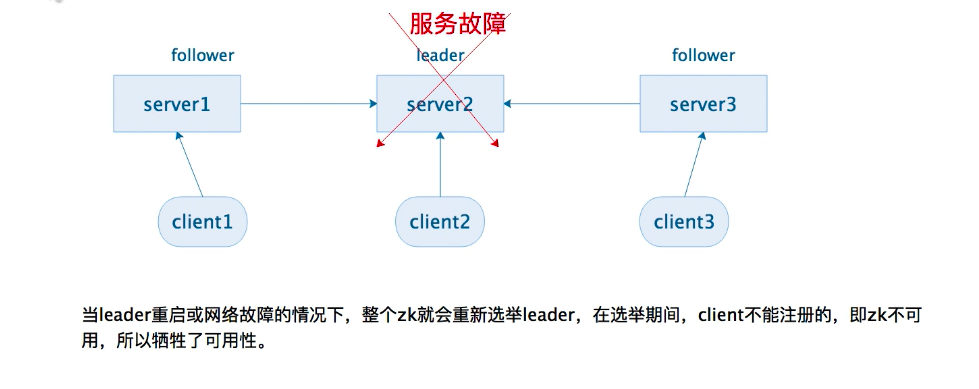 服务故障
follower
leader
follower
server1
server2
server3
client1
client2
client3
当leader重启或网络故障的情况下，整个zk就会重新选举leader，在选举期间，client不能注册的，即zk不可
用，所以牺牲了可用性。